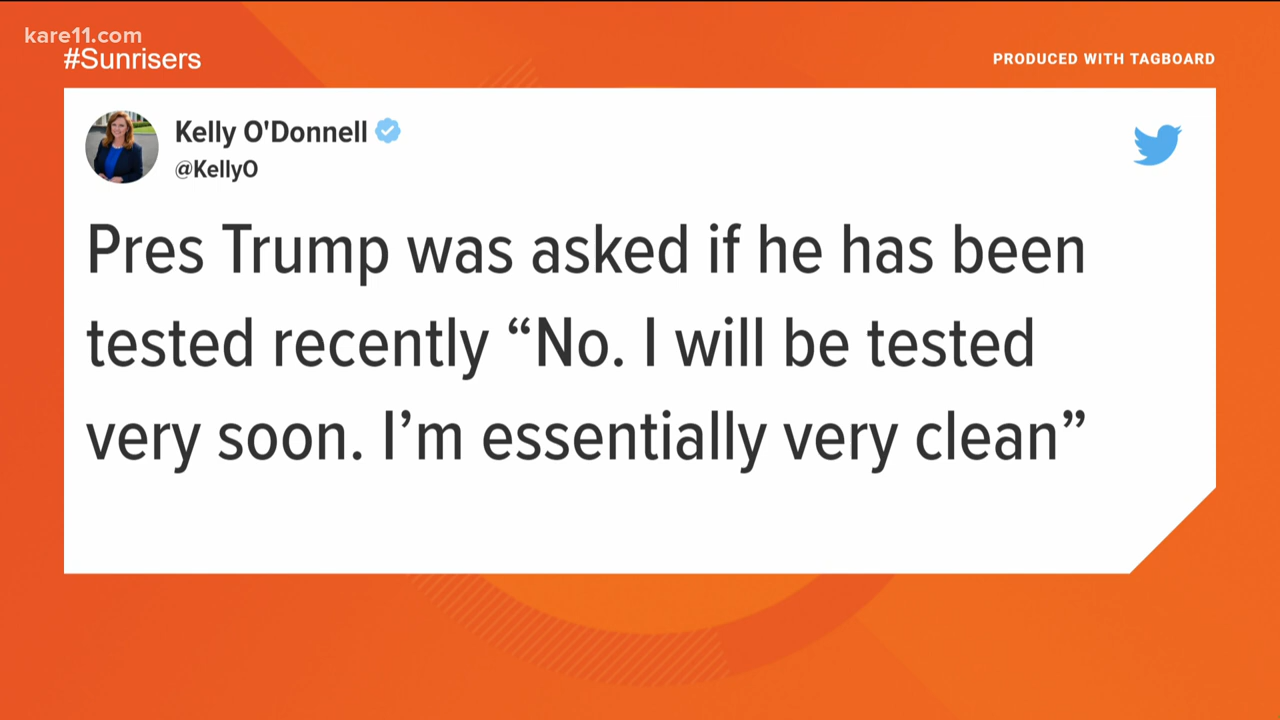 kare11.com
#Sunrisers
PRODUCED WITH TAGBOARD
Kelly O'Donnell
@KellyO
Pres Trump was asked if he has been
tested recently “No. I will be tested
very soon. I’m essentially very clean”